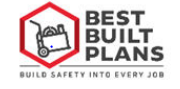 BEST
BUILT
PLANS
BUILD SAFETY INTO EVERY JOB